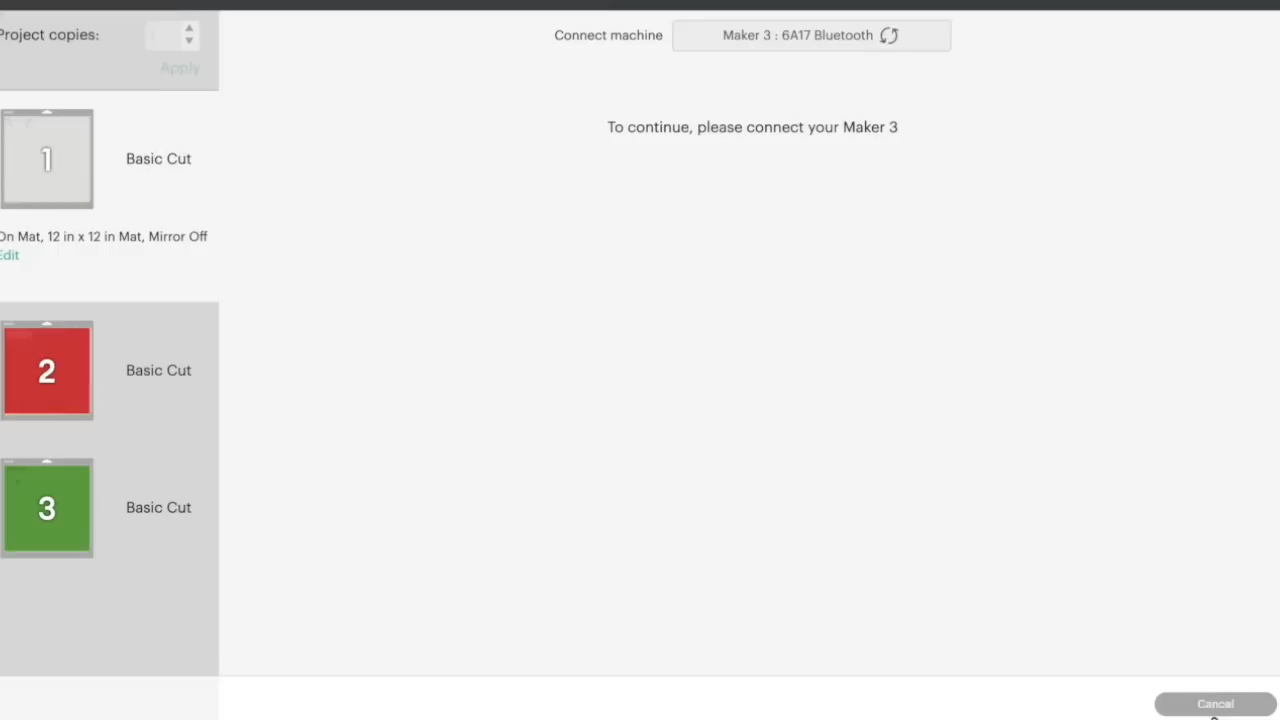 Project copies:
Apply
Connect machine
Maker 3 : 6A17 Bluetooth
To continue, please connect your Maker 3
1
Basic Cut
On Mat, 12 in x 12 in Mat, Mirror Off
Edit
2
Basic Cut
3
Basic Cut
Cancel